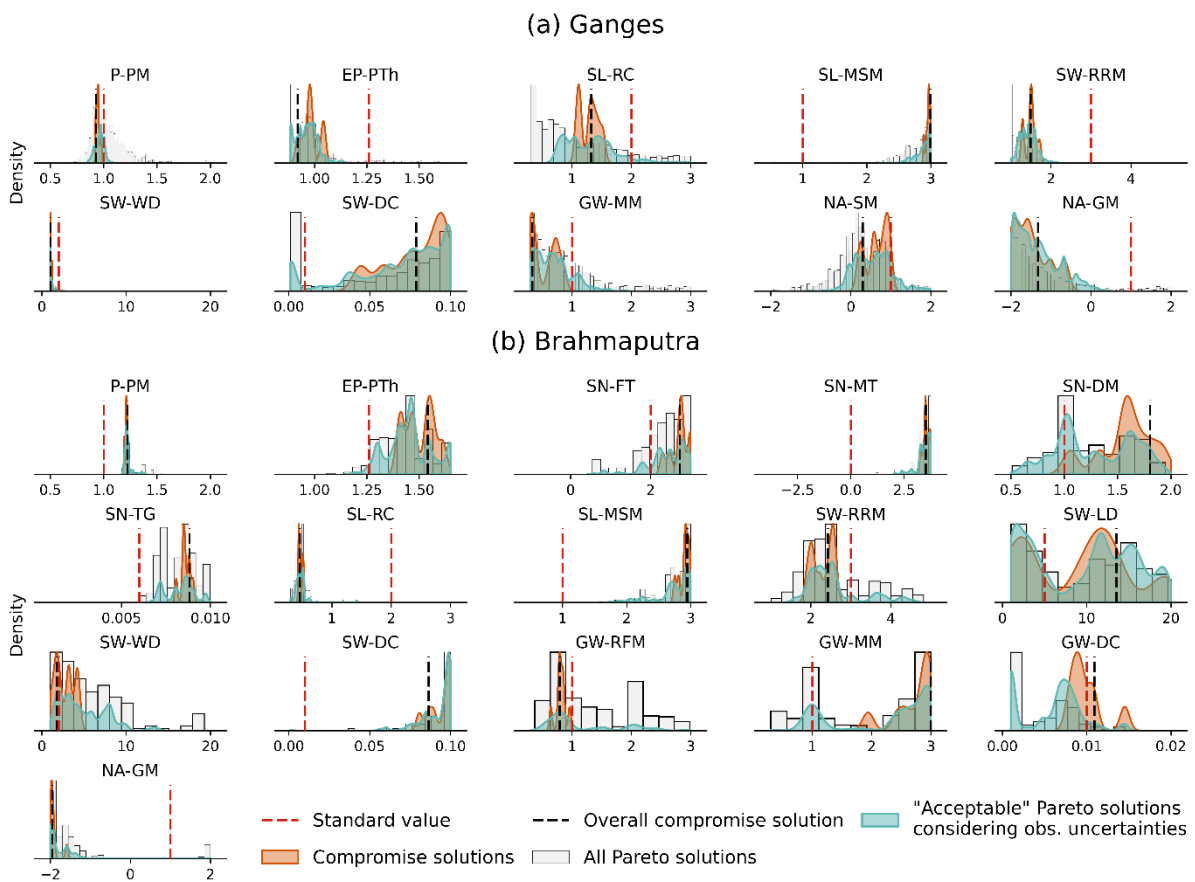 (a) Ganges
P-PM EP-PTh SL-RC SL-MSM SW-RRM
0.5 1.0 1.5 2.0 1.00 1.25 1.50 1 2 3 1 2 3 2 4
Density
SW-WD SW-DC GW-MM NA-SM NA-GM
0 10 20 0.00 0.05 0.10 1 2 3 −2 0 2 −2 0 2
(b) Brahmaputra
P-PM EP-PTh SN-FT SN-MT SN-DM
0.5 1.0 1.5 2.0 1.00 1.25 1.50 0 2 −2.5 0.0 2.5 0.5 1.0 1.5 2.0
SN-TG SL-RC SL-MSM SW-RRM SW-LD
0.005 0.010 1 2 3 1 2 3 2 4 0 10 20
Density
SW-WD SW-DC GW-RFM GW-MM GW-DC
0 10 20 0.00 0.05 0.10 1 2 3 1 2 3 0.00 0.01 0.02
NA-GM
−2 0 2
Standard value
Overall compromise solution
"Acceptable" Pareto solutions
considering obs. uncertainties
Compromise solutions
All Pareto solutions